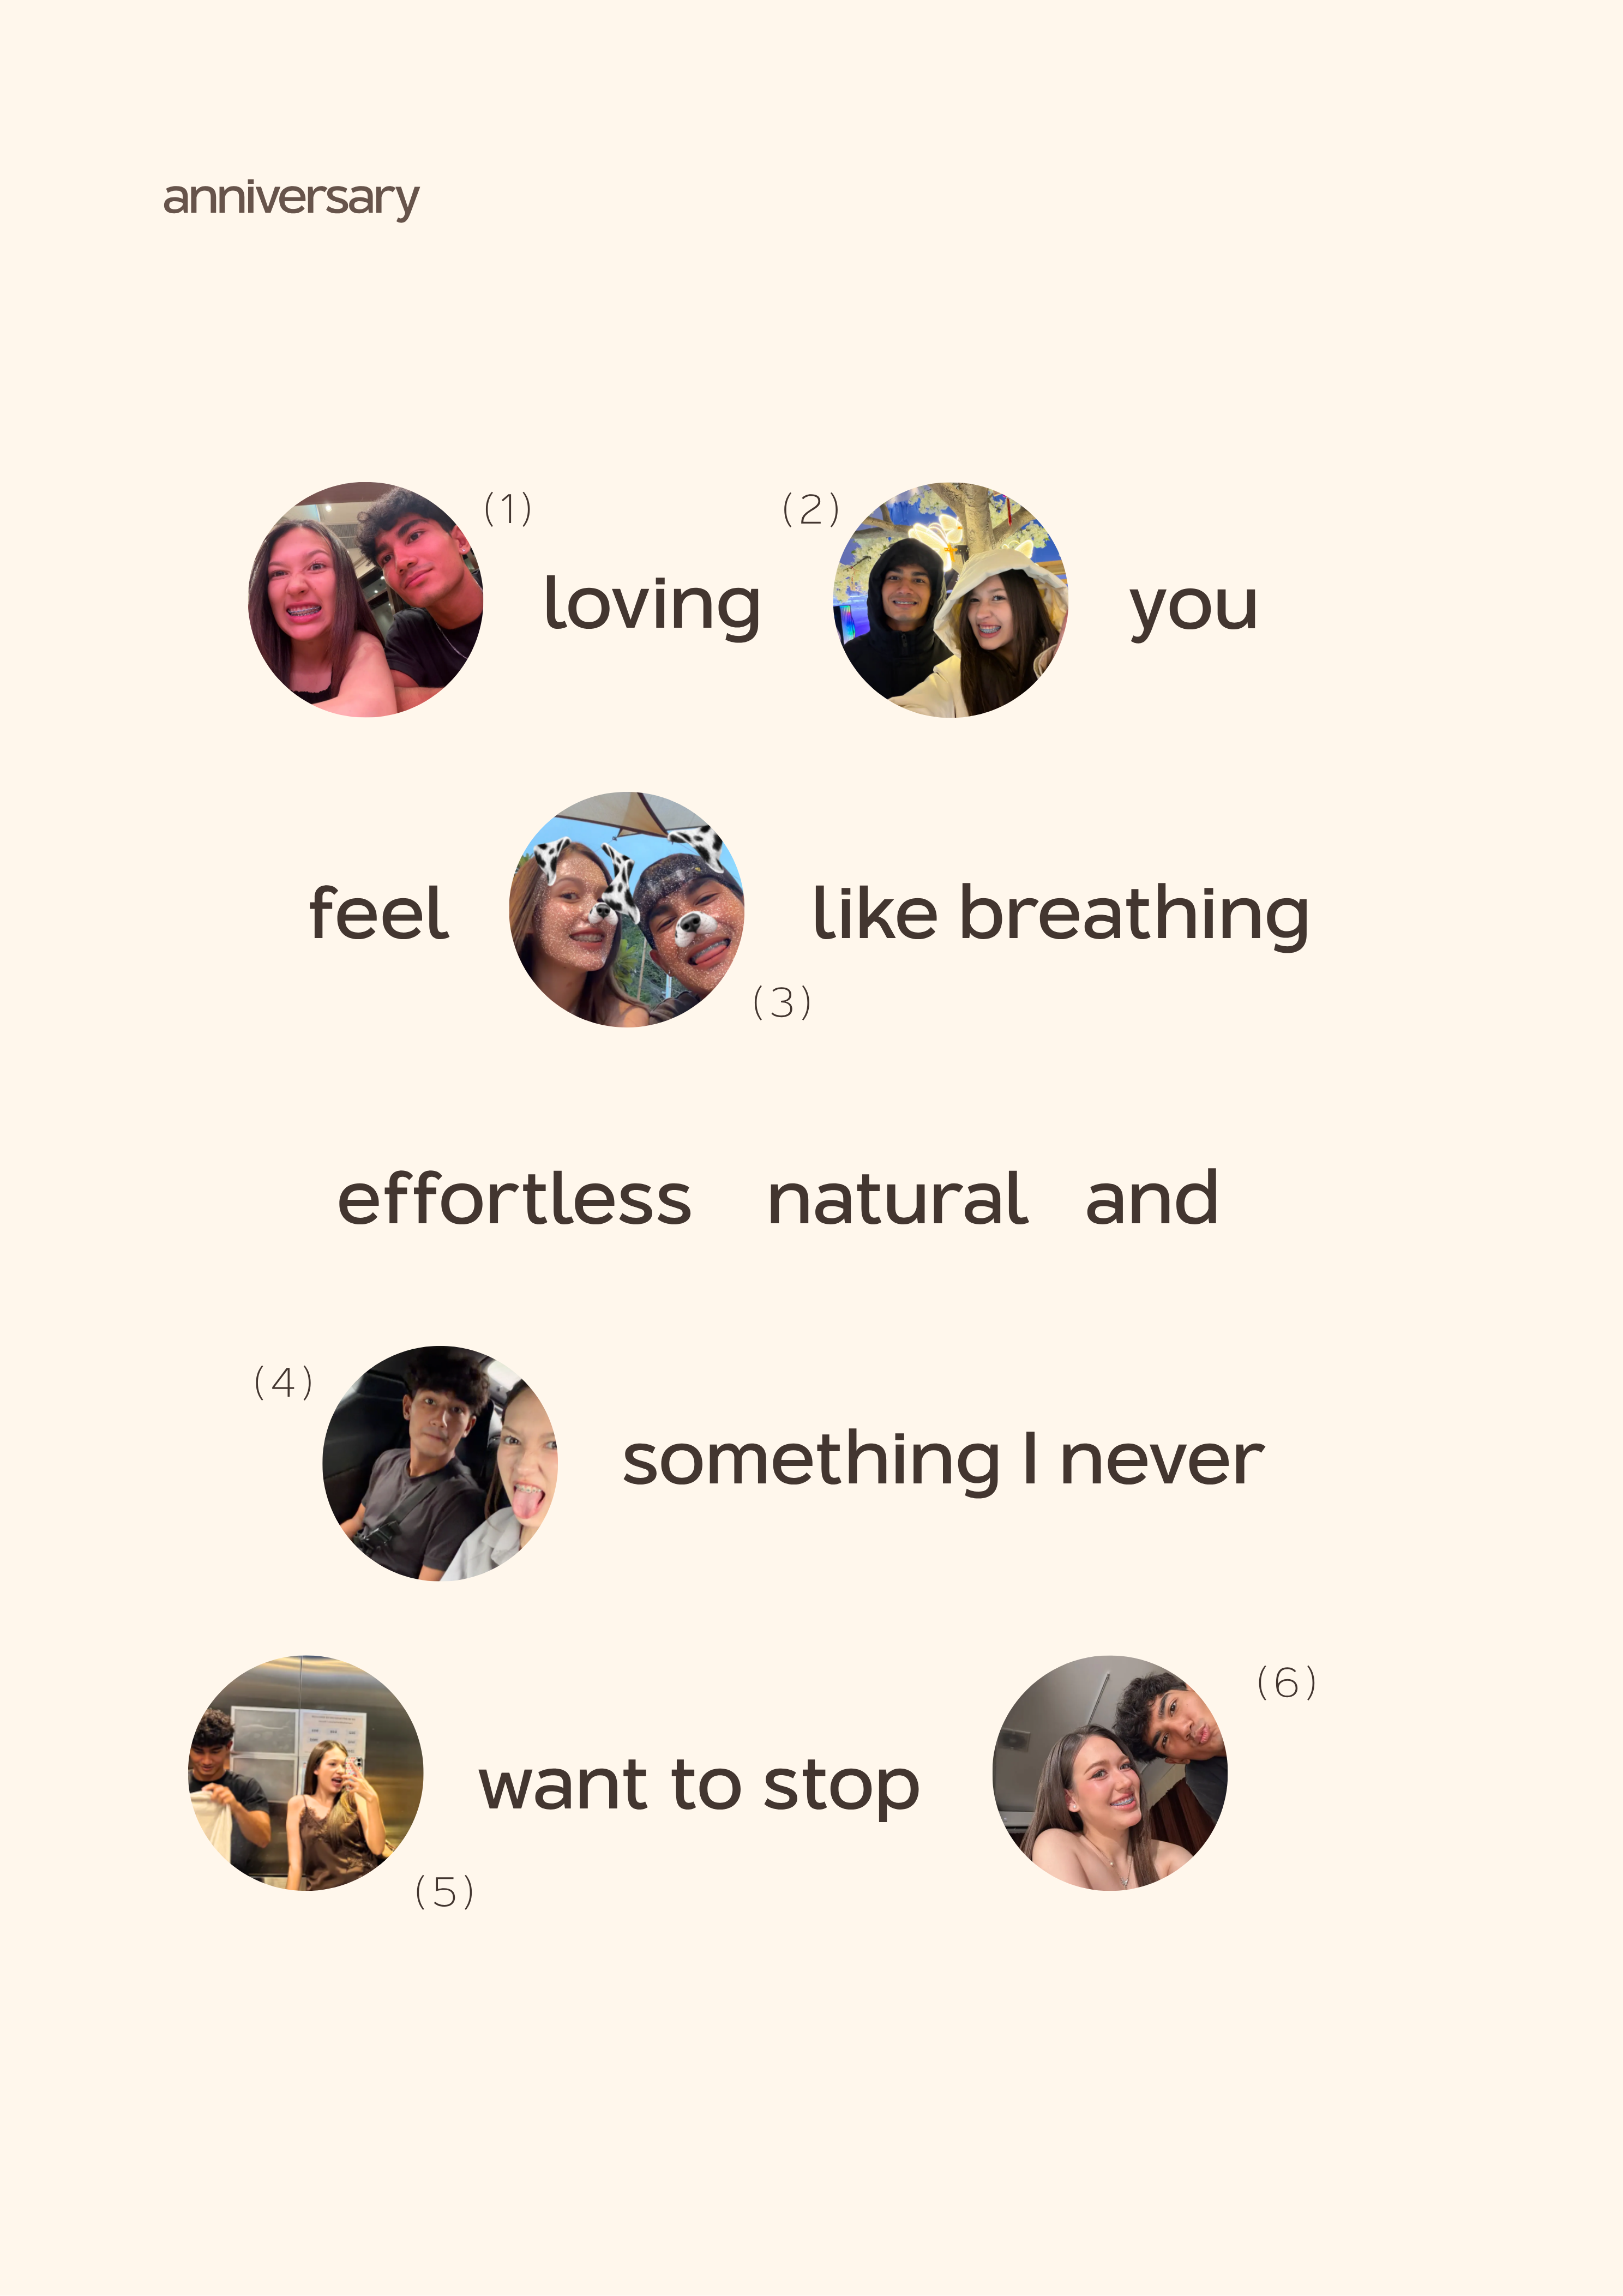 anniversary
(1) loving (2) you
feel (3) like breathing
effortless natural and
(4) something I never
(5) want to stop (6)